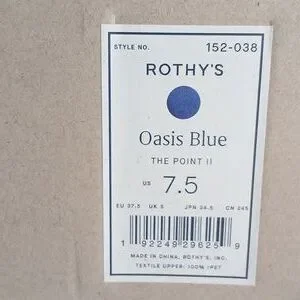 STYLE NO. 152-038
ROTHY'S
Oasis Blue
THE POINT II
US 7.5
EU 37.5 UK 5 JPN 24.5 CN 245
1 92249 29625 9
MADE IN CHINA, ROTHY'S, INC.
TEXTILE UPPER: 100% rPET